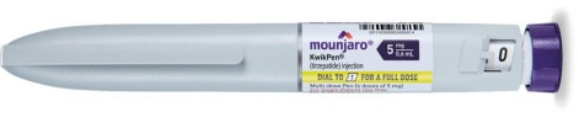 mounjaro®
KwikPen®
(tirzepatide) injection
5 mg
0.6 mL
0
DIAL TO 1 FOR A FULL DOSE
Multi-dose Pen (4 doses of 5 mg)